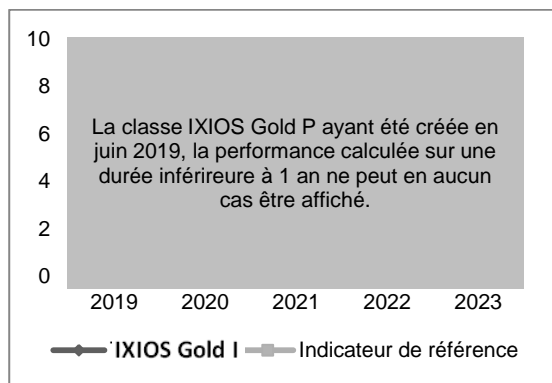 10
8
6
4
2
0
La classe IXIOS Gold P ayant été créée en
juin 2019, la performance calculée sur une
durée inférireure à 1 an ne peut en aucun
cas être affiché.
2019 2020 2021 2022 2023
IXIOS Gold I Indicateur de référence